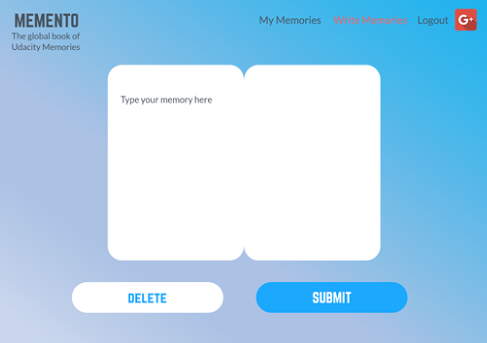 MEMENTO
The global book of
Udacity Memories
My Memories
Write Memories
Logout
G+
Type your memory here
DELETE
SUBMIT